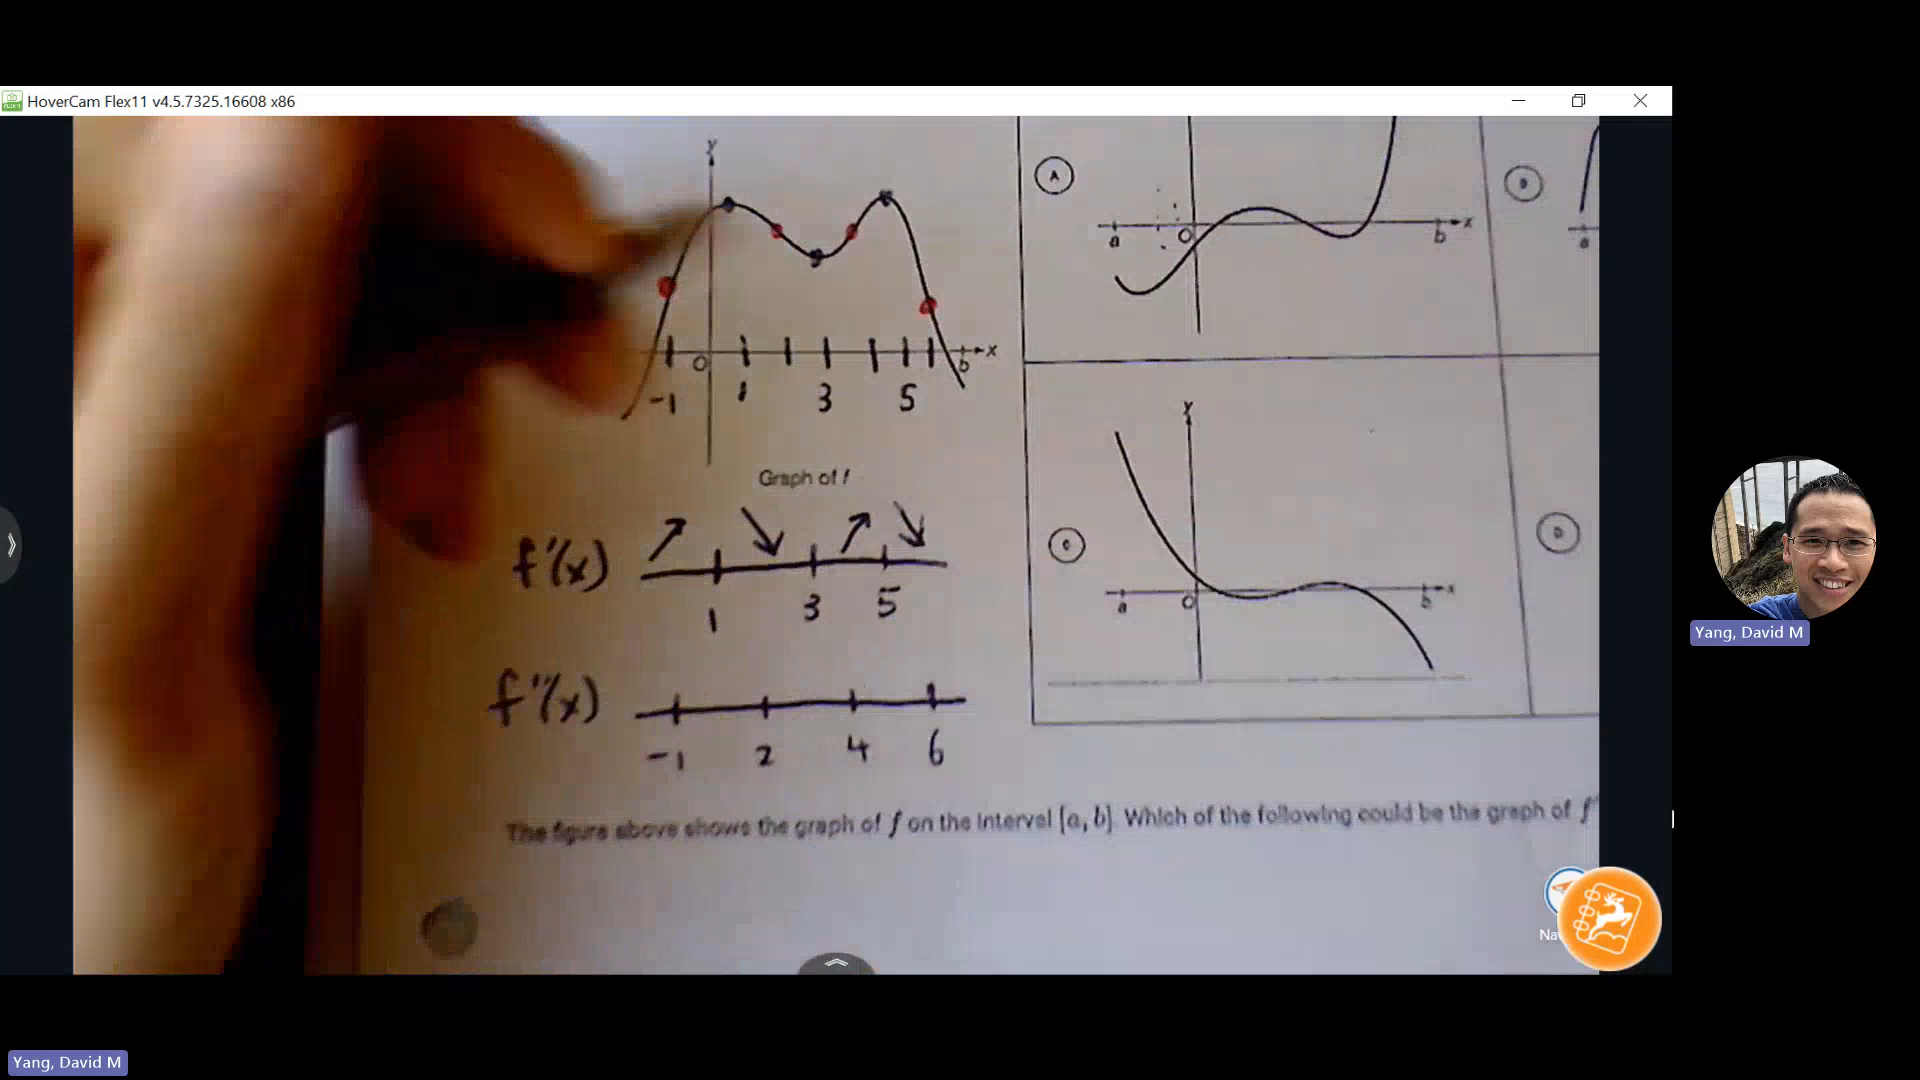 HoverCam Flex11 v4.5.7325.16608 x86
y
O
b
x
-1
1
3
5
Graph of f
f'(x)
1
3
5
f''(x)
-1
2
4
6
A
a
O
b
x
B
a
C
y
a
O
b
x
D
The figure above shows the graph of f on the interval [a, b]. Which of the following could be the graph of f'
Yang, David M
Yang, David M